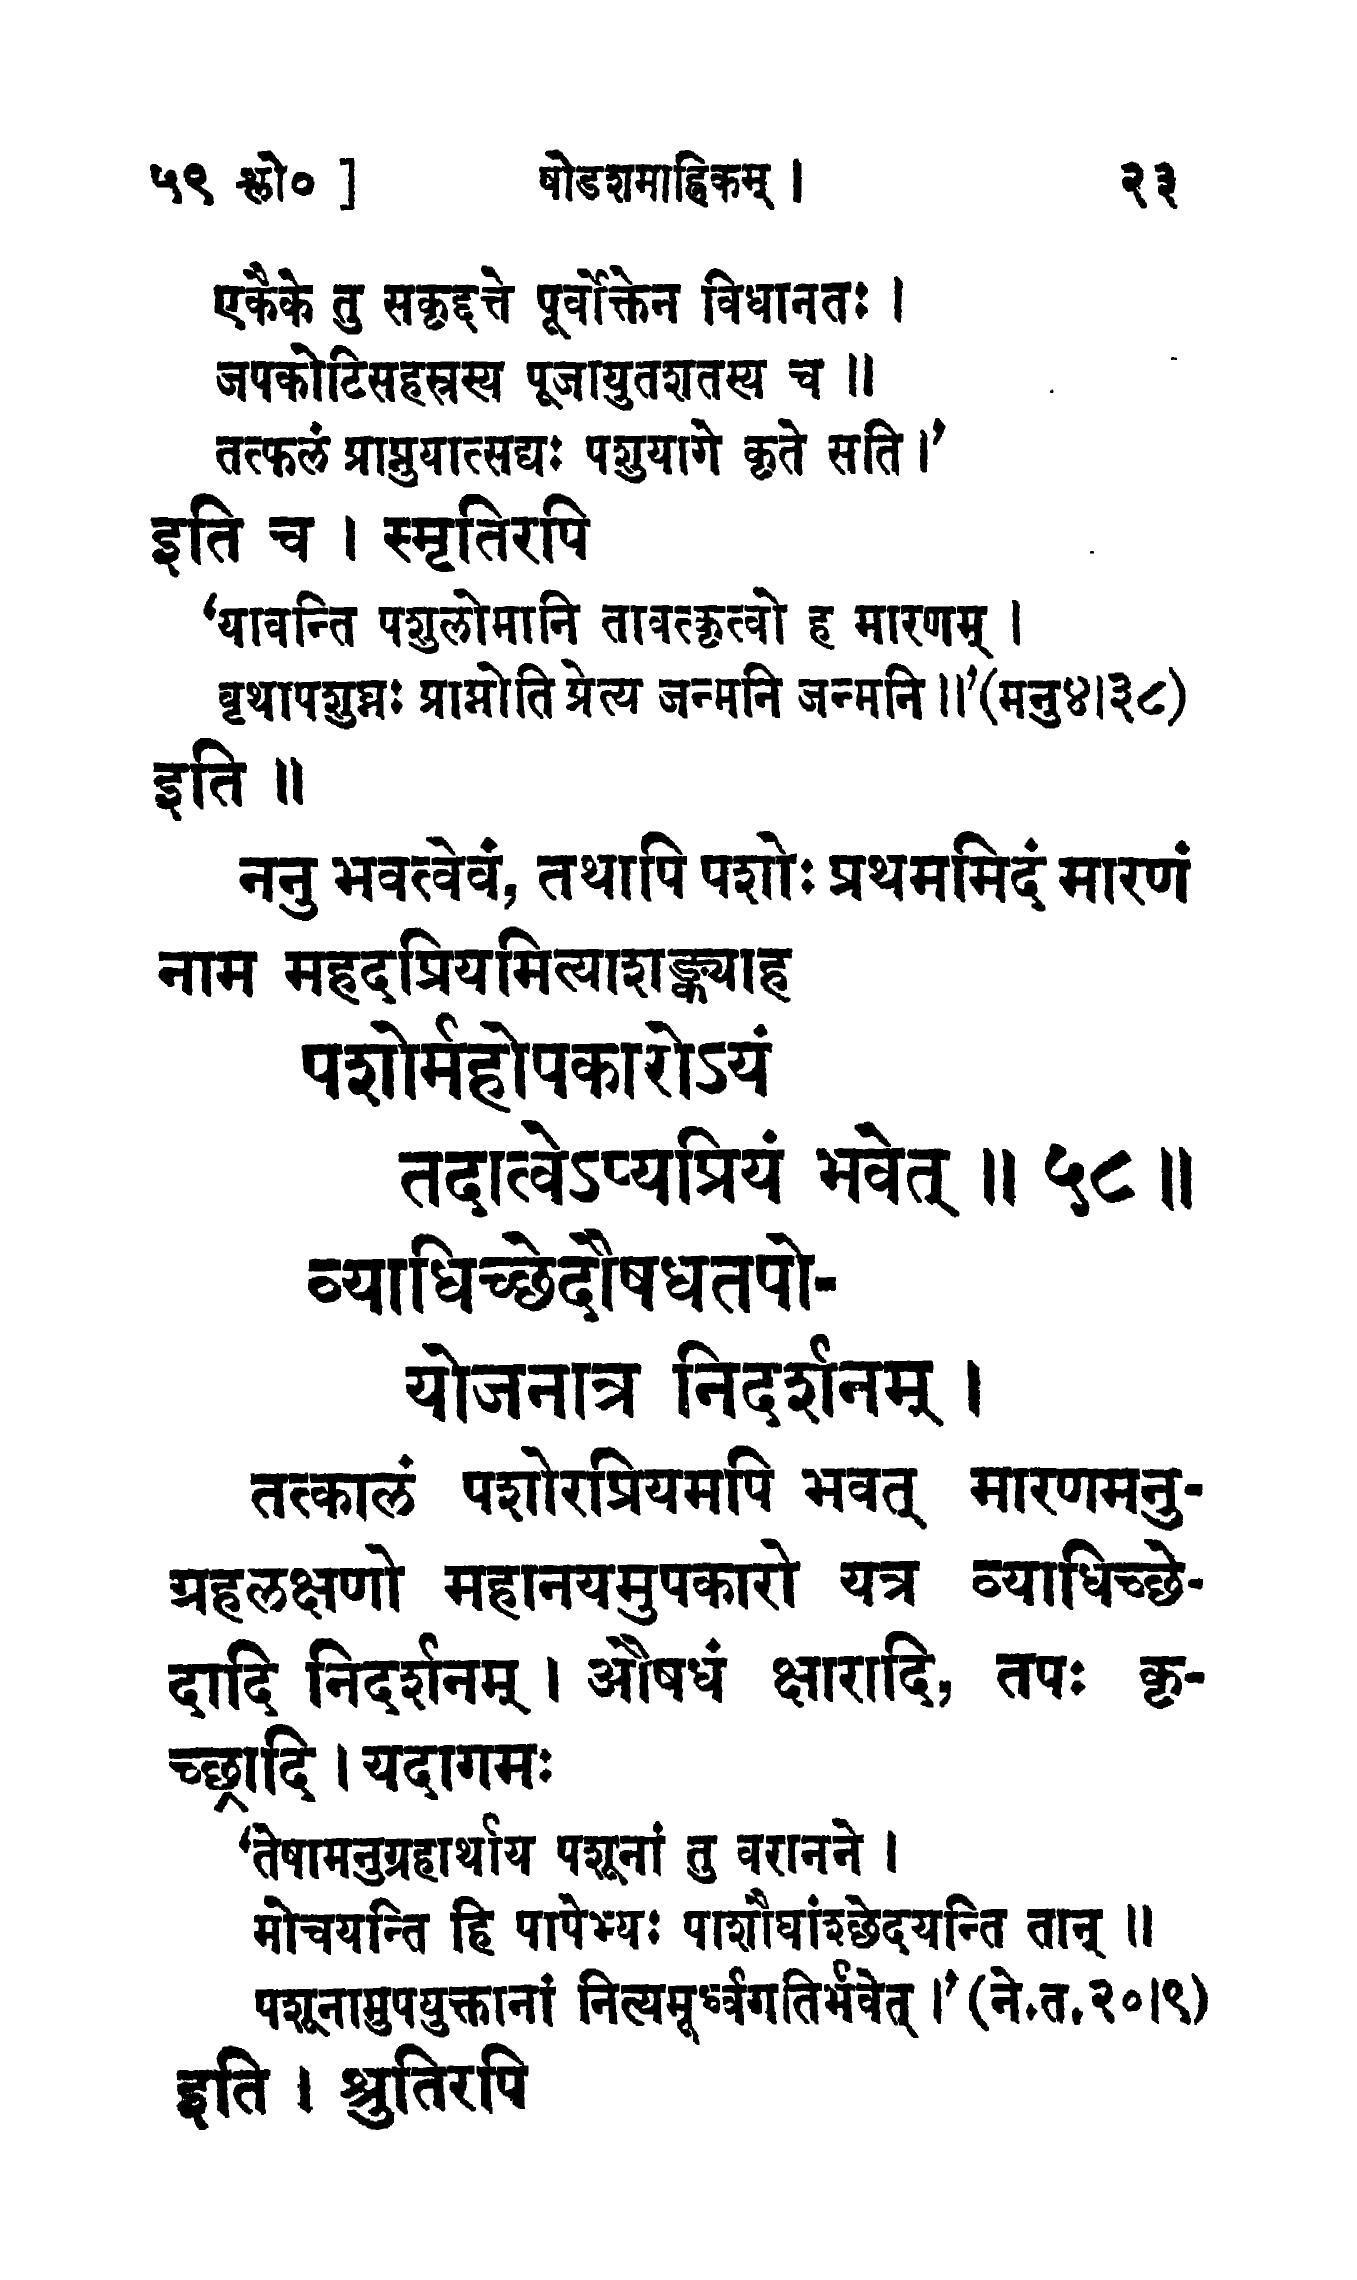 ५९ श्लो० ] षोडशमाह्निकम् । २३
एकैके तु सकृद्दत्ते पूर्वोक्तेन विधानतः ।
जपकोटिसहस्रस्य पूजायुतशतस्य च ॥
तत्फलं प्राप्नुयात्सद्यः पशुयागे कृते सति ।’
इति च । स्मृतिरपि
‘यावन्ति पशुलोमानि तावत्कृत्वो ह मारणम् ।
वृथापशुघ्नः प्राप्नोति प्रेत्य जन्मनि जन्मनि ॥’(मनु४।३८)
इति ॥
ननु भवत्वेवं, तथापि पशोः प्रथममिदं मारणं
नाम महदप्रियमित्याशङ्क्याह
पशोर्महोपकारोऽयं
तदात्वेऽप्यप्रियं भवेत् ॥ ५८ ॥
व्याधिच्छेदौषधतपो-
योजनात्र निदर्शनम् ।
तत्कालं पशोरप्रियमपि भवत् मारणमनु-
ग्रहलक्षणो महानयमुपकारो यत्र व्याधिच्छे-
दादि निदर्शनम् । औषधं क्षारादि, तपः कृ-
च्छ्रादि । यदागमः
‘तेषामनुग्रहार्थाय पशूनां तु वरानने ।
मोचयन्ति हि पापेभ्यः पाशौघांश्छेदयन्ति तान् ॥
पशूनामुपयुक्तानां नित्यमूर्ध्वगतिर्भवेत् ।’ (ने.त.२०।९)
इति । श्रुतिरपि